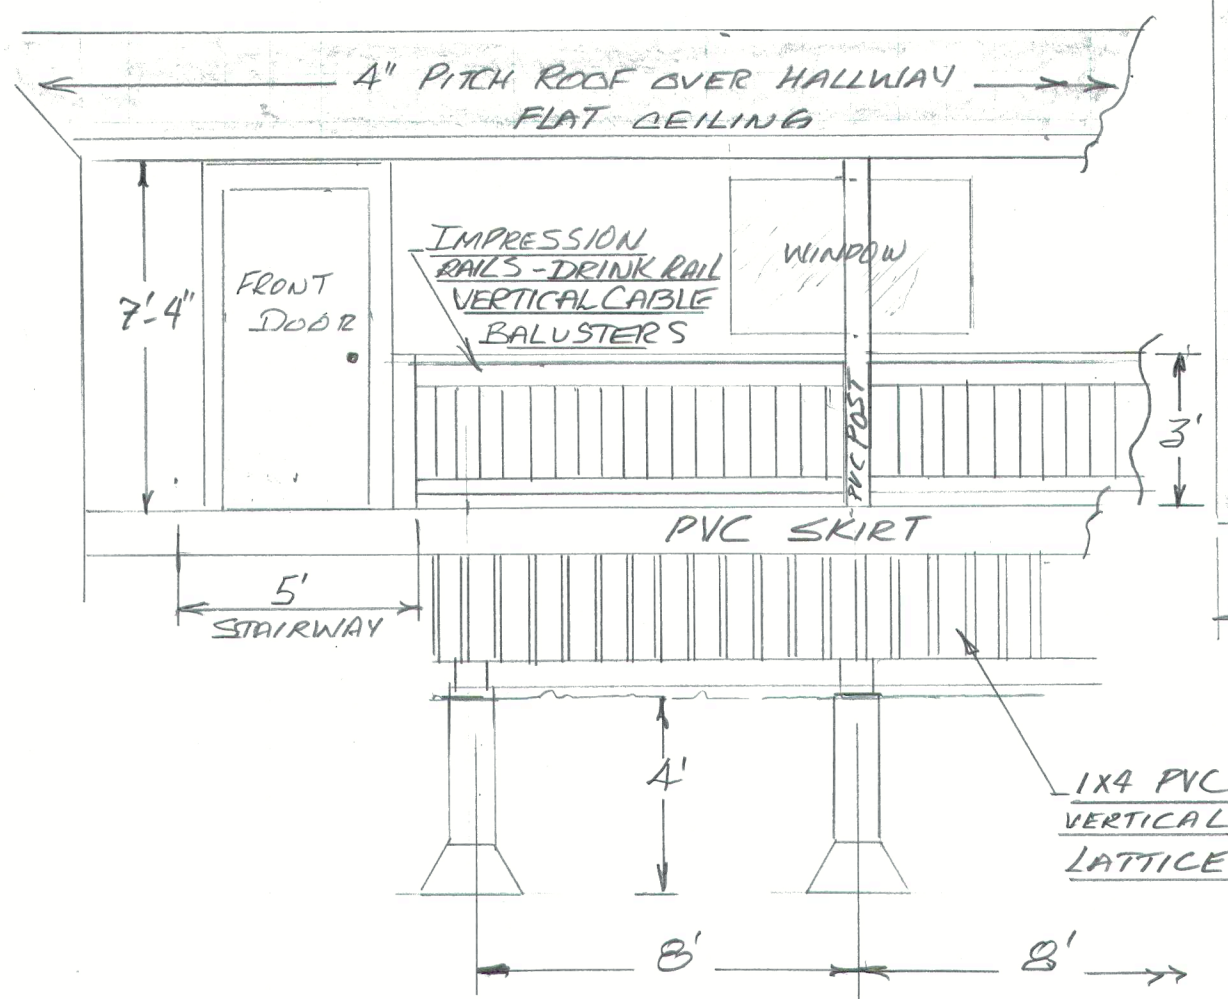 4" PITCH ROOF OVER HALLWAY
FLAT CEILING
7'-4"
FRONT
DOOR
IMPRESSION
RAILS-DRINK RAIL
VERTICAL CABLE
BALUSTERS
WINDOW
PVC POST
3'
PVC SKIRT
5'
STAIRWAY
4'
1X4 PVC
VERTICAL
LATTICE
8'
8'